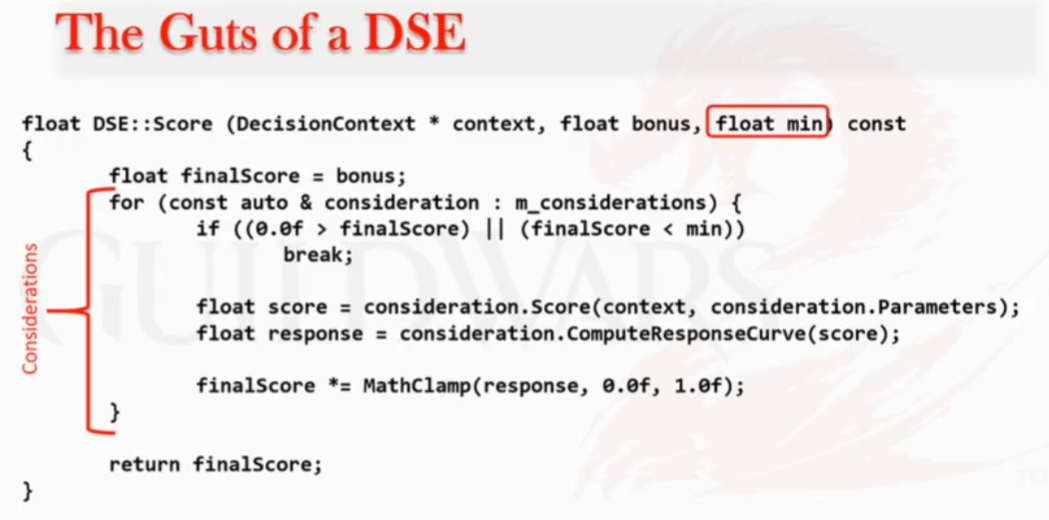 The Guts of a DSE
float DSE::Score (DecisionContext * context, float bonus, float min) const
{
float finalScore = bonus;
for (const auto & consideration : m_considerations) {
if ((0.0f > finalScore) || (finalScore < min))
break;
float score = consideration.Score(context, consideration.Parameters);
float response = consideration.ComputeResponseCurve(score);
finalScore *= MathClamp(response, 0.0f, 1.0f);
}
return finalScore;
}
Considerations
GUILDWARS
2
TM